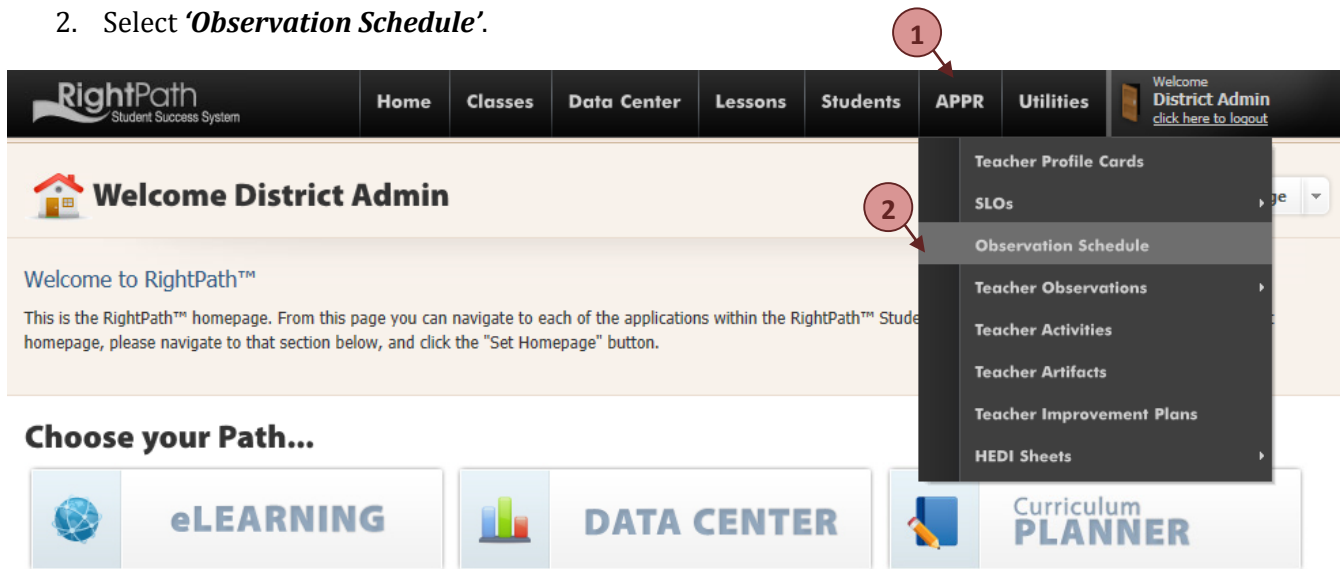 2. Select ‘Observation Schedule’.
1
RightPath
Student Success System
Home Classes Data Center Lessons Students APPR Utilities
Welcome
District Admin
click here to logout
Welcome District Admin
Teacher Profile Cards
2
SLOs
Observation Schedule
Teacher Observations
Teacher Activities
Teacher Artifacts
Teacher Improvement Plans
HEDI Sheets
Welcome to RightPath™
This is the RightPath™ homepage. From this page you can navigate to each of the applications within the RightPath™
homepage, please navigate to that section below, and click the "Set Homepage" button.
Choose your Path...
eLEARNING
DATA CENTER
Curriculum
PLANNER